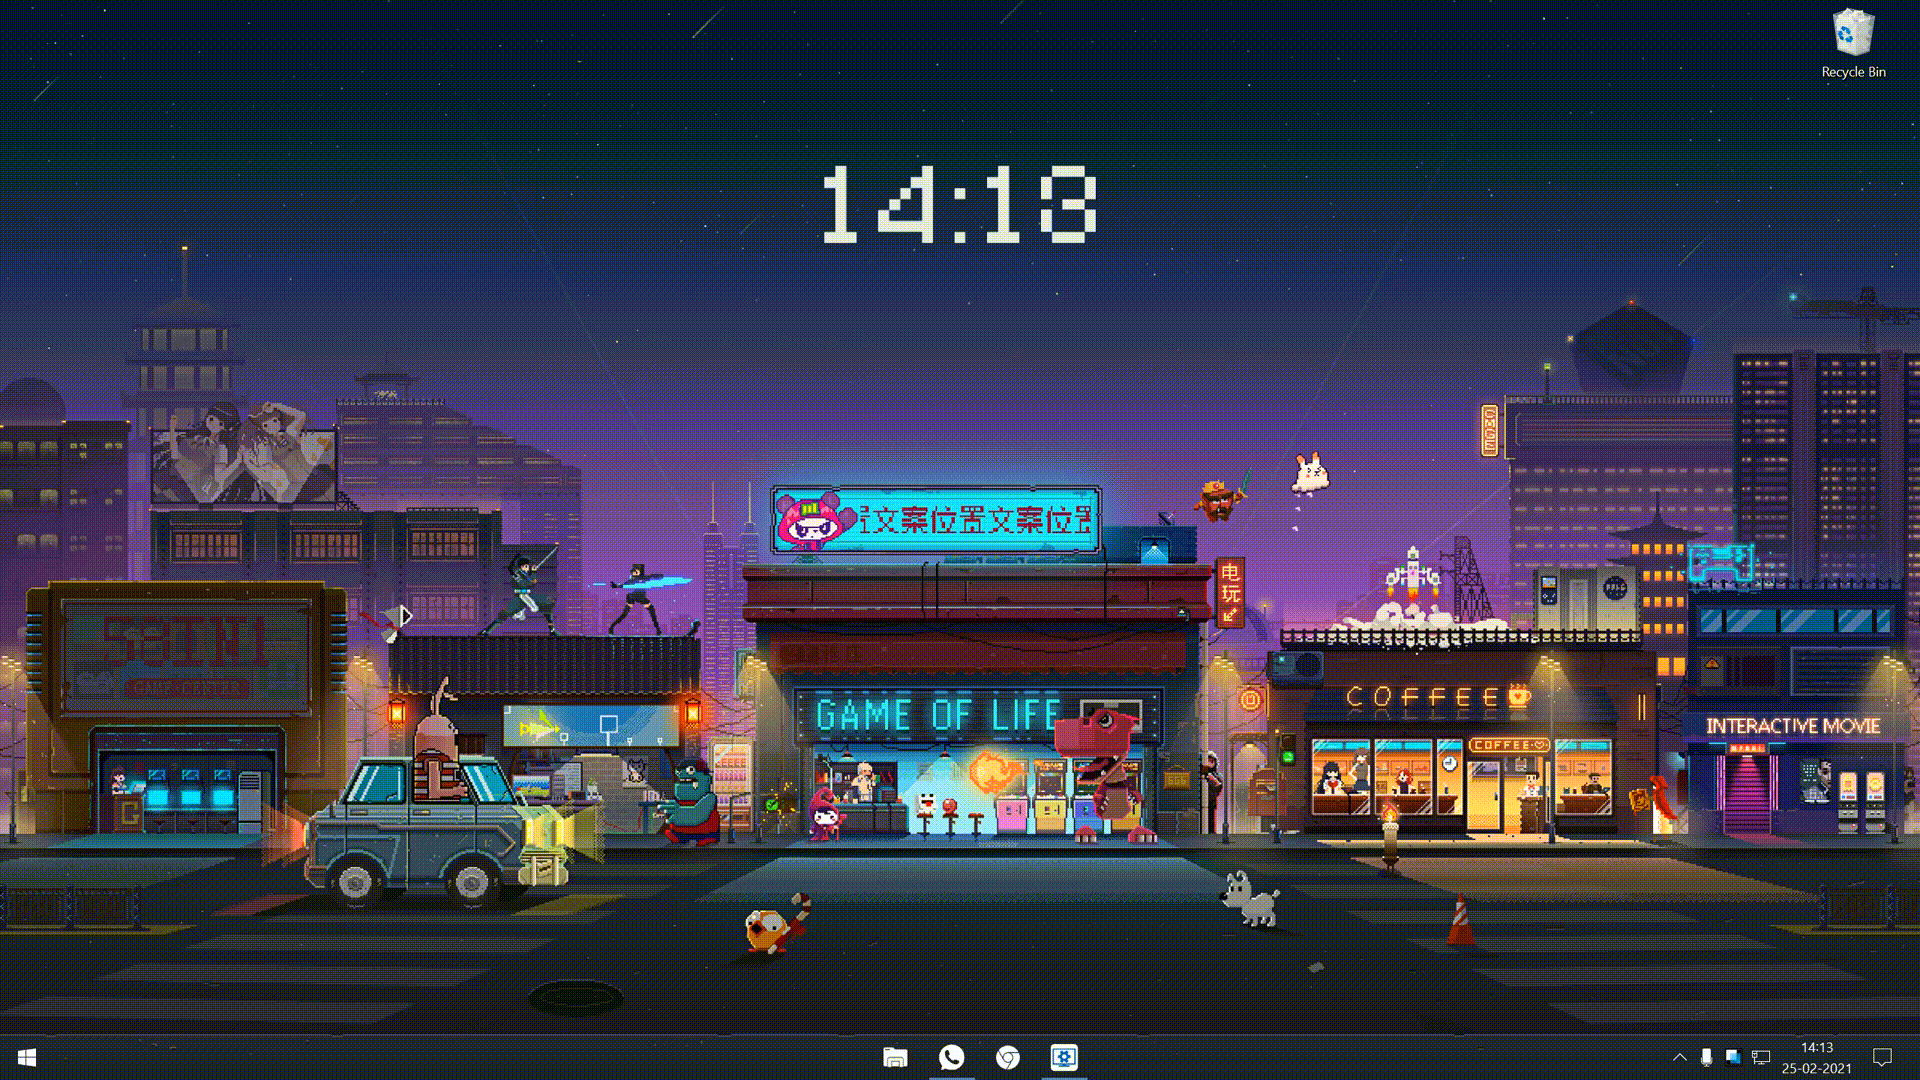 Recycle Bin
14:13
文案位置文案位置
电玩
GAME
58IN1
GAME CENTER
GAME OF LIFE
COFFEE
COFFEE
INTERACTIVE MOVIE
14:13
25-02-2021